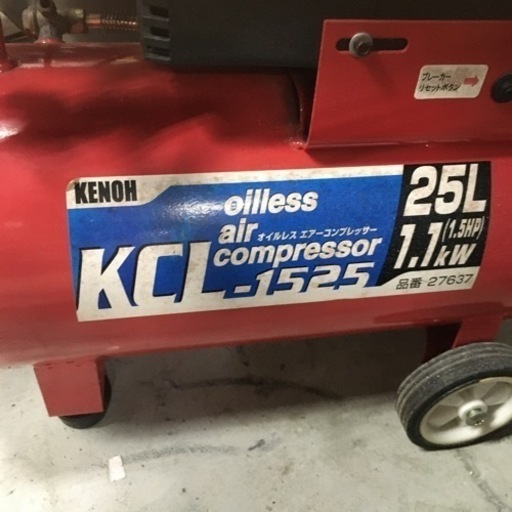 ブレーカー
リセットボタン
KENOH
oilless
air
オイルレス エアーコンプレッサー
compressor
KCL-1525
25L
1.1kW
(1.5HP)
品番 27637